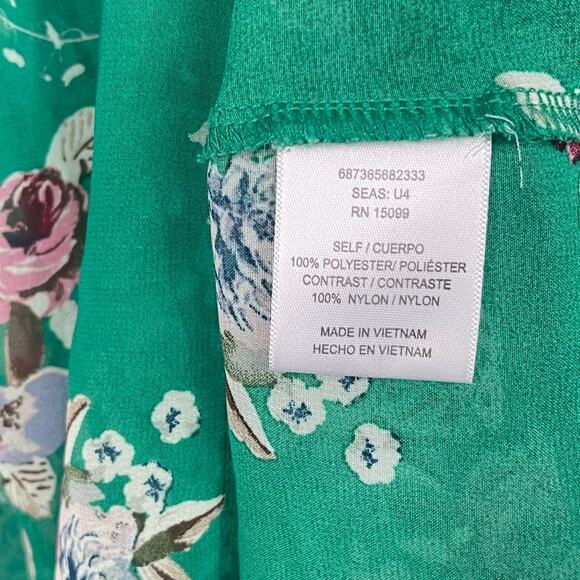 687365682333
SEAS: U4
RN 15099
SELF / CUERPO
100% POLYESTER/ POLIÉSTER
CONTRAST / CONTRASTE
100% NYLON / NYLON
MADE IN VIETNAM
HECHO EN VIETNAM